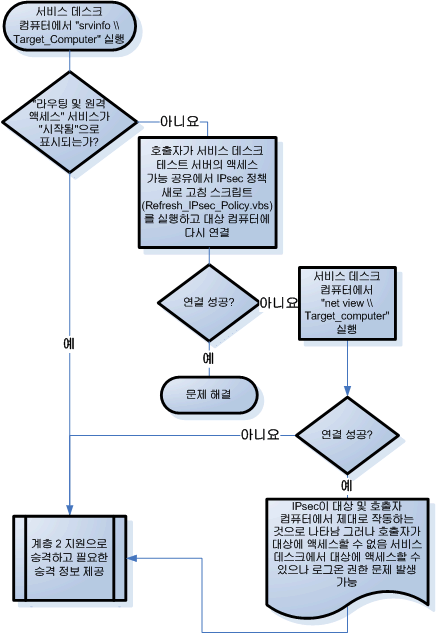 서비스 데스크
컴퓨터에서 "srvinfo \\
Target_Computer" 실행
"라우팅 및 원격
액세스" 서비스가
"시작됨"으로
표시되는가?
아니요
호출자가 서비스 데스크
테스트 서버의 액세스
가능 공유에서 IPsec 정책
새로 고침 스크립트
(Refresh_IPsec_Policy.vbs)
를 실행하고 대상 컴퓨터에
다시 연결
연결 성공?
아니요
서비스 데스크
컴퓨터에서
"net view \\
Target_computer"
실행
예
예
문제 해결
연결 성공?
아니요
예
계층 2 지원으로
승격하고 필요한
승격 정보 제공
IPsec이 대상 및 호출자
컴퓨터에서 제대로 작동하는
것으로 나타남 그러나 호출자가
대상에 액세스할 수 없음 서비스
데스크에서 대상에 액세스할 수
있으나 로그온 권한 문제 발생
가능